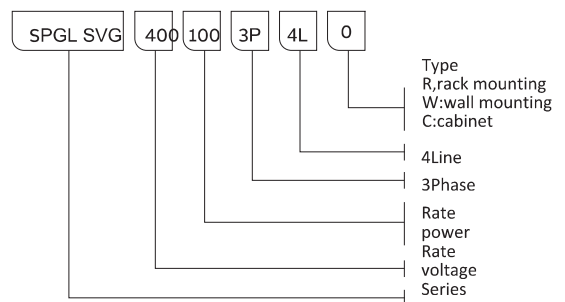 SPGL SVG 400 100 3P 4L 0
Type
R,rack mounting
W:wall mounting
C:cabinet
4Line
3Phase
Rate
power
Rate
voltage
Series